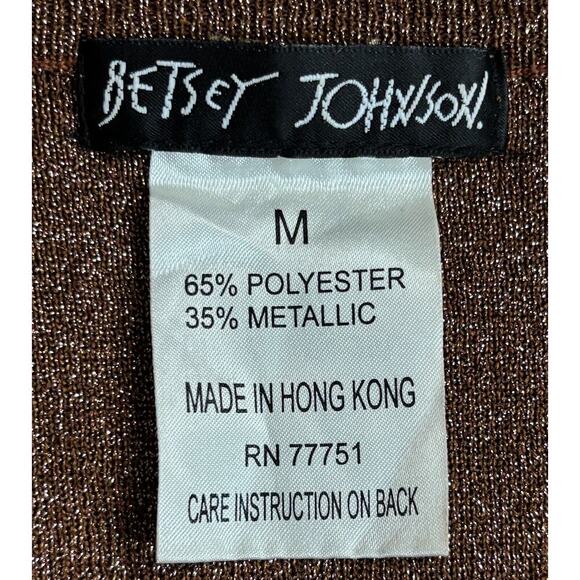 BETSEY JOHNSON.
M
65% POLYESTER
35% METALLIC
MADE IN HONG KONG
RN 77751
CARE INSTRUCTION ON BACK